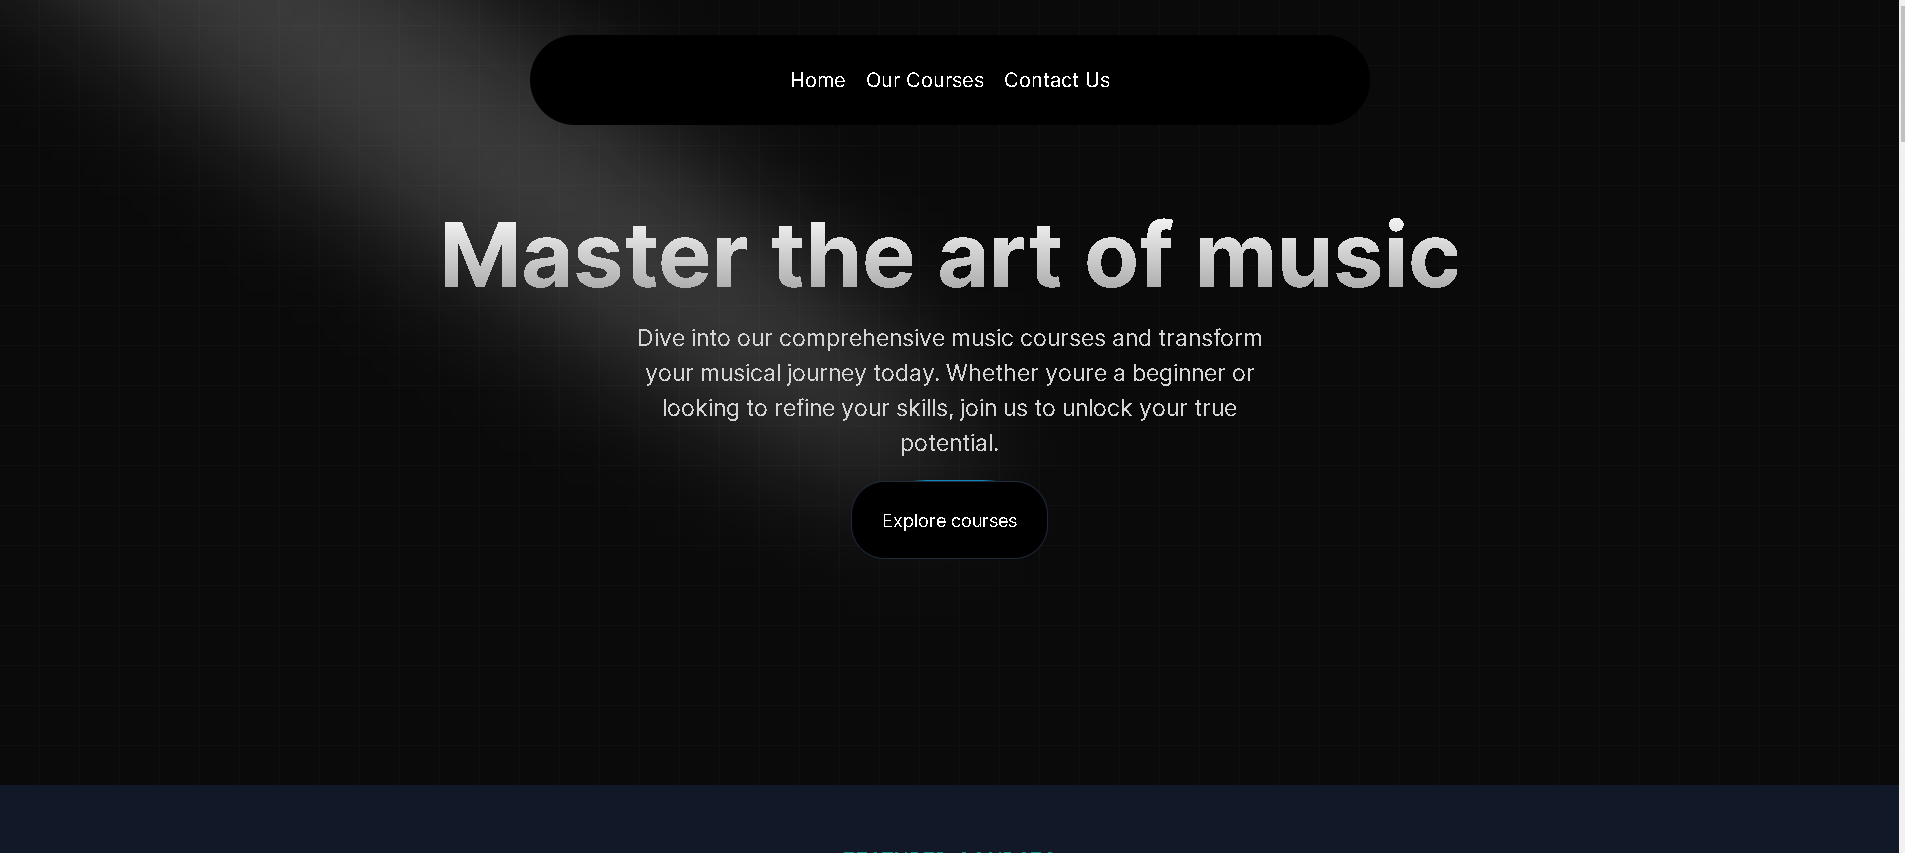 Home Our Courses Contact Us
Master the art of music
Dive into our comprehensive music courses and transform
your musical journey today. Whether youre a beginner or
looking to refine your skills, join us to unlock your true
potential.
Explore courses